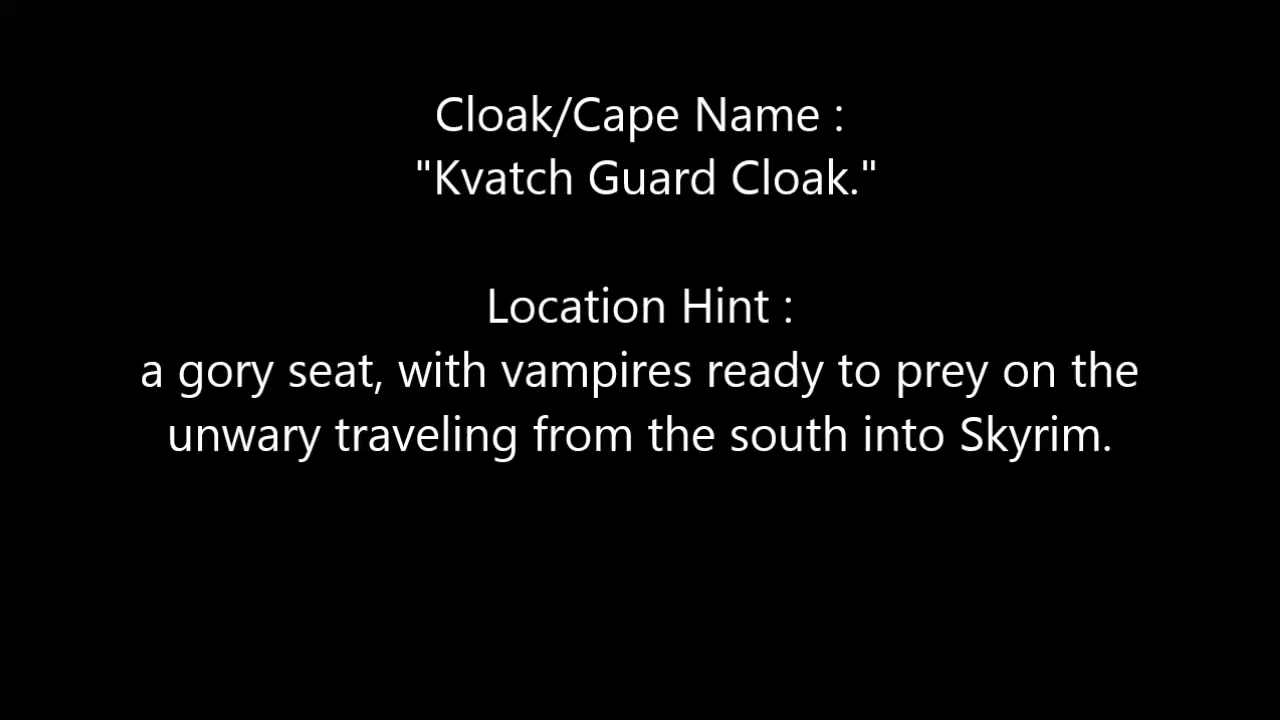 Cloak/Cape Name :
"Kvatch Guard Cloak."
Location Hint :
a gory seat, with vampires ready to prey on the
unwary traveling from the south into Skyrim.